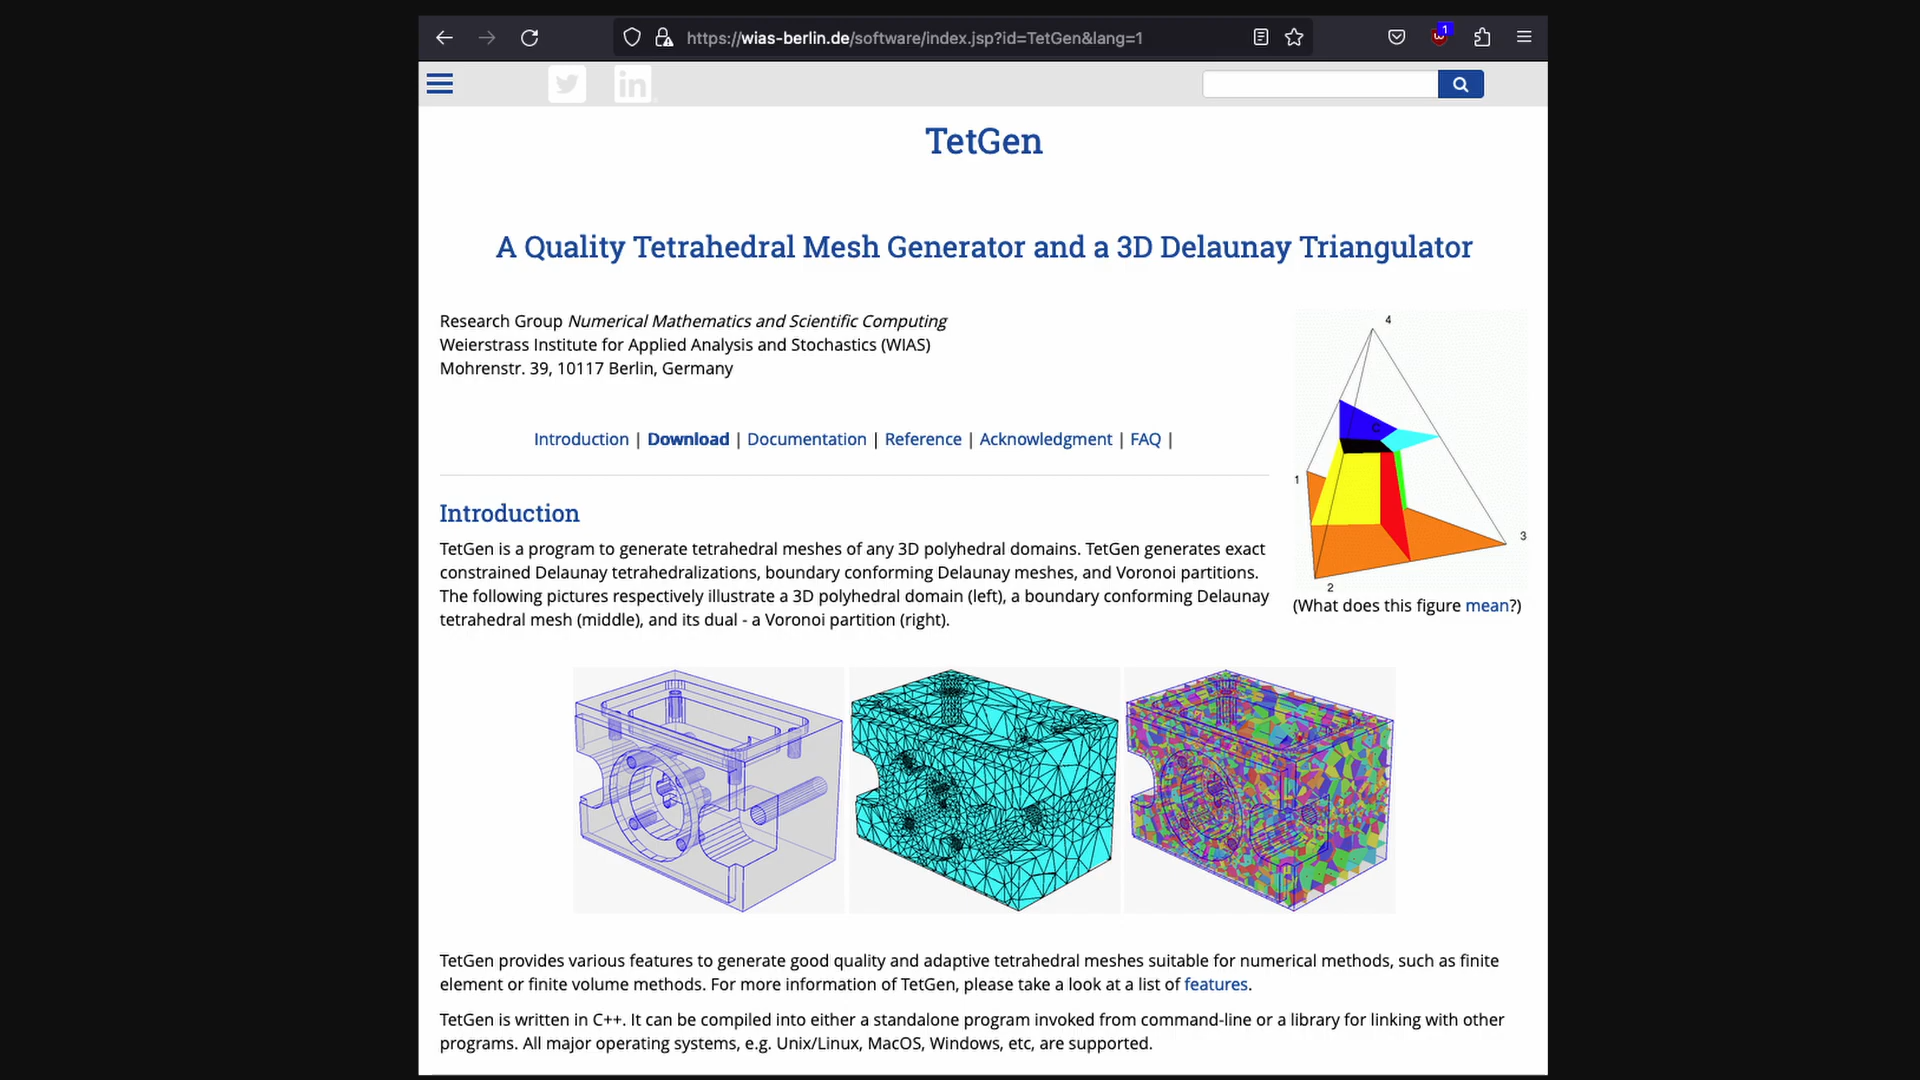 https://wias-berlin.de/software/index.jsp?id=TetGen&lang=1
1
in
TetGen
A Quality Tetrahedral Mesh Generator and a 3D Delaunay Triangulator
Research Group Numerical Mathematics and Scientific Computing
Weierstrass Institute for Applied Analysis and Stochastics (WIAS)
Mohrenstr. 39, 10117 Berlin, Germany
Introduction | Download | Documentation | Reference | Acknowledgment | FAQ |
4
C
1
3
2
(What does this figure mean?)
Introduction
TetGen is a program to generate tetrahedral meshes of any 3D polyhedral domains. TetGen generates exact
constrained Delaunay tetrahedralizations, boundary conforming Delaunay meshes, and Voronoi partitions.
The following pictures respectively illustrate a 3D polyhedral domain (left), a boundary conforming Delaunay
tetrahedral mesh (middle), and its dual - a Voronoi partition (right).
TetGen provides various features to generate good quality and adaptive tetrahedral meshes suitable for numerical methods, such as finite
element or finite volume methods. For more information of TetGen, please take a look at a list of features.
TetGen is written in C++. It can be compiled into either a standalone program invoked from command-line or a library for linking with other
programs. All major operating systems, e.g. Unix/Linux, MacOS, Windows, etc, are supported.